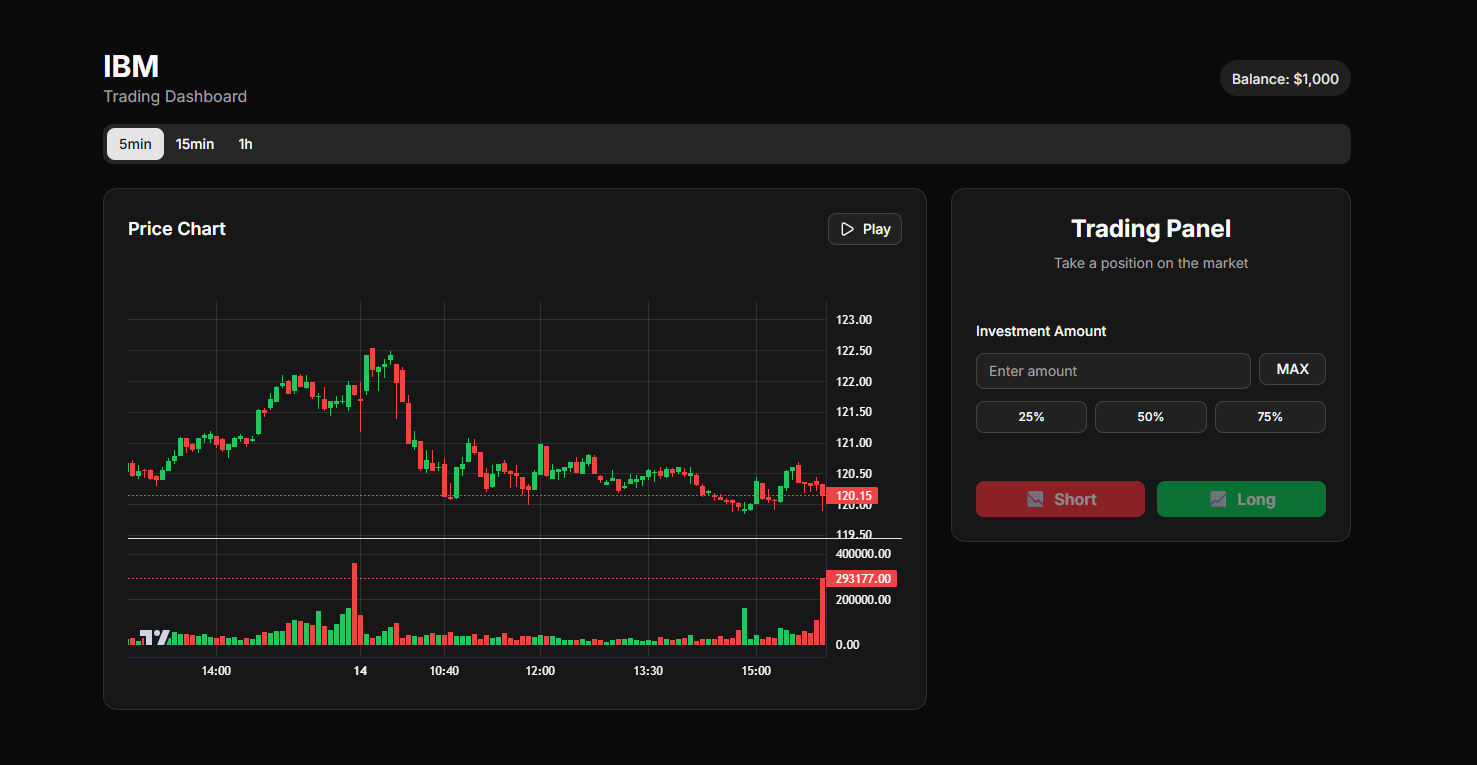 IBM
Trading Dashboard
Balance: $1,000
5min 15min 1h
Price Chart
Play
123.00
122.50
122.00
121.50
121.00
120.50
120.15
120.00
119.50
400000.00
293177.00
200000.00
0.00
14:00 14 10:40 12:00 13:30 15:00
Trading Panel
Take a position on the market
Investment Amount
Enter amount MAX
25% 50% 75%
Short Long